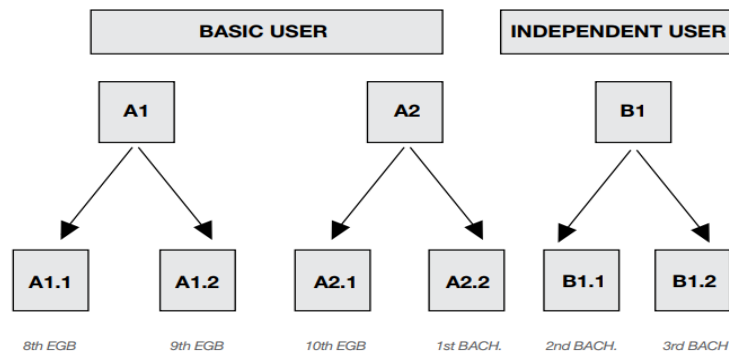 BASIC USER INDEPENDENT USER
A1 A2 B1
A1.1 A1.2 A2.1 A2.2 B1.1 B1.2
8th EGB 9th EGB 10th EGB 1st BACH. 2nd BACH. 3rd BACH